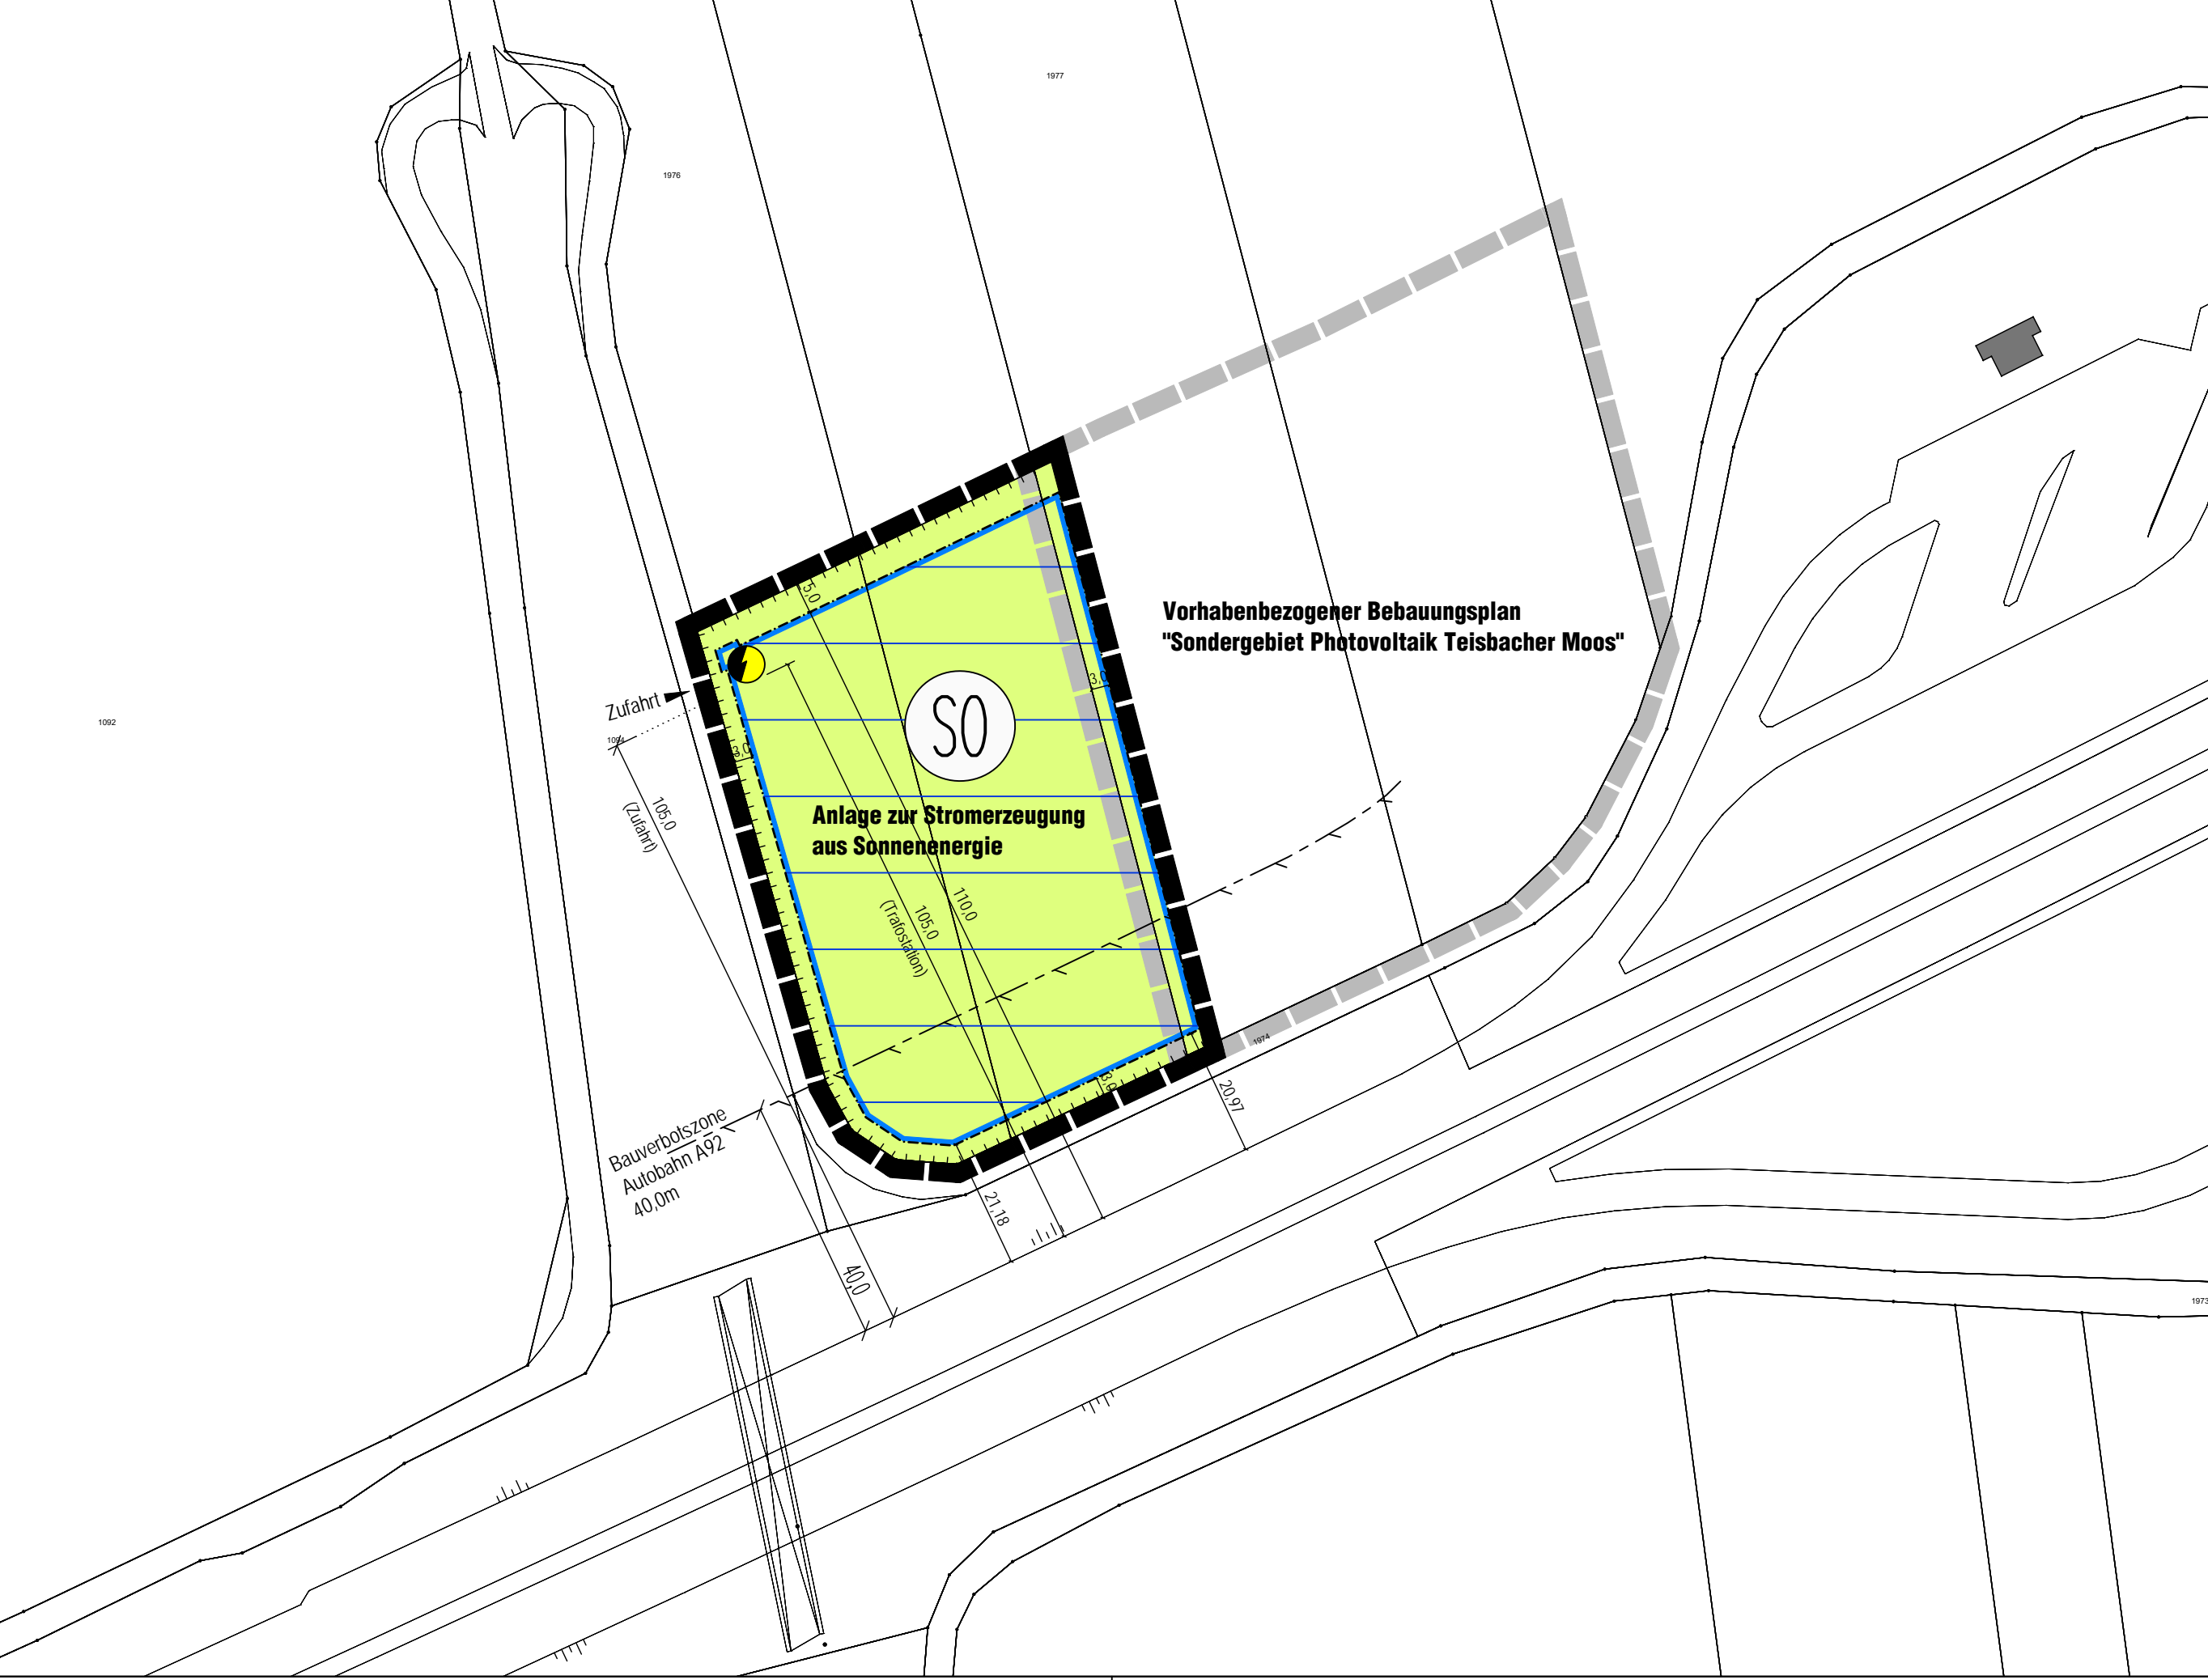 1977
1976
Vorhabenbezogener Bebauungsplan
"Sondergebiet Photovoltaik Teisbacher Moos"
5,0
SO
3,0
Zufahrt
1092
1094
3,0
105,0
(Zufahrt)
Anlage zur Stromerzeugung
aus Sonnenenergie
110,0
105,0
(Trafostation)
1974
3,0
20,97
Bauverbotszone
Autobahn A92
40,0m
21,18
40,0
1973